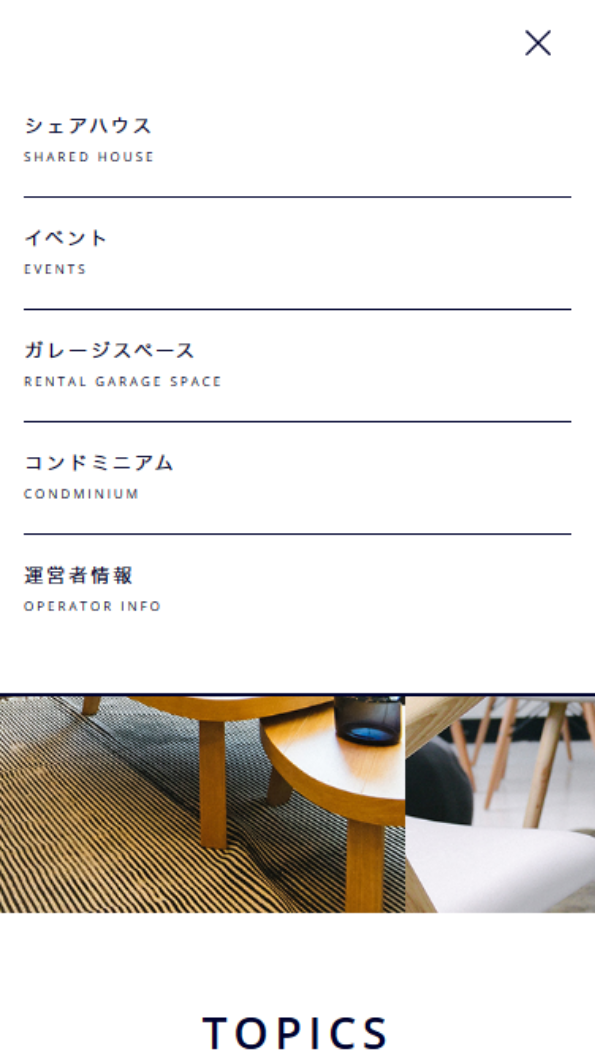 シェアハウス
SHARED HOUSE
イベント
EVENTS
ガレージスペース
RENTAL GARAGE SPACE
コンドミニアム
CONDMINIUM
運営者情報
OPERATOR INFO
TOPICS